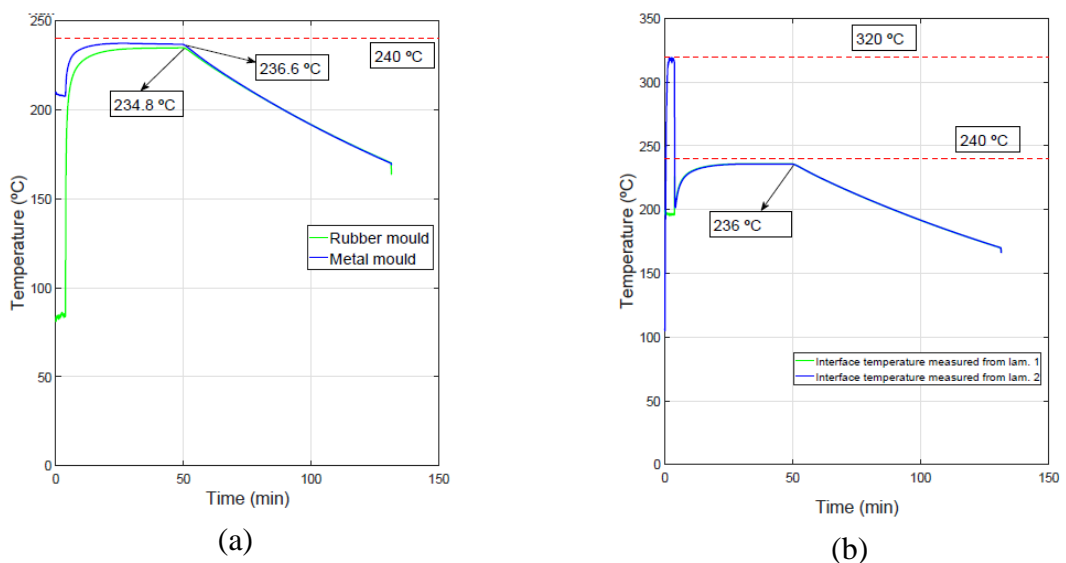 250
240 ºC
236.6 ºC
234.8 ºC
200
150
100
50
0
Temperature (ºC)
Rubber mould
Metal mould
0
50
100
150
Time (min)
(a)
350
320 ºC
300
250
240 ºC
236 ºC
200
150
100
50
0
Temperature (ºC)
Interface temperature measured from lam. 1
Interface temperature measured from lam. 2
0
50
100
150
Time (min)
(b)